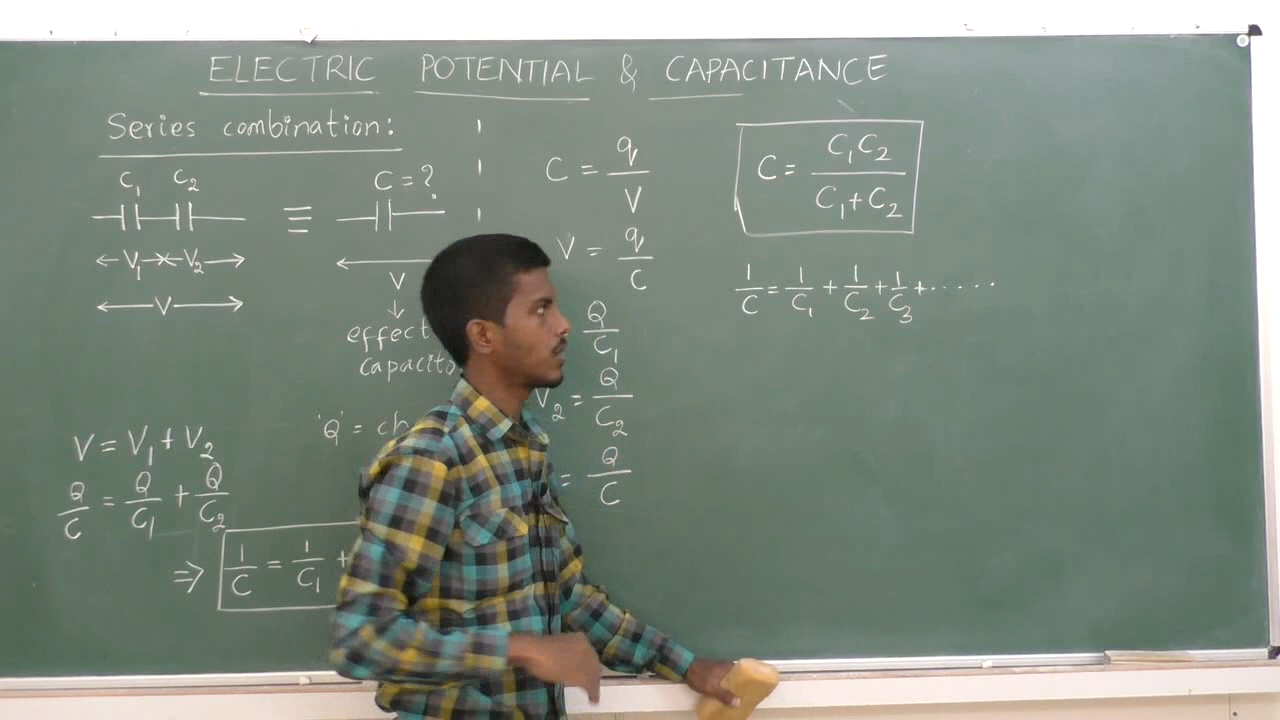 ELECTRIC POTENTIAL & CAPACITANCE
Series combination:
C₁ C₂
≡
C = ?
← V₁ →← V₂ →
← V →
V
↓
effect
capacito
'Q' = ch
V = V₁ + V₂
Q/C = Q/C₁ + Q/C₂
⇒ 1/C = 1/C₁ +
C = q/V
V = q/C
Q/C₁
V₂ = Q/C₂
= Q/C
C = C₁C₂/C₁+C₂
1/C = 1/C₁ + 1/C₂ + 1/C₃ + ......